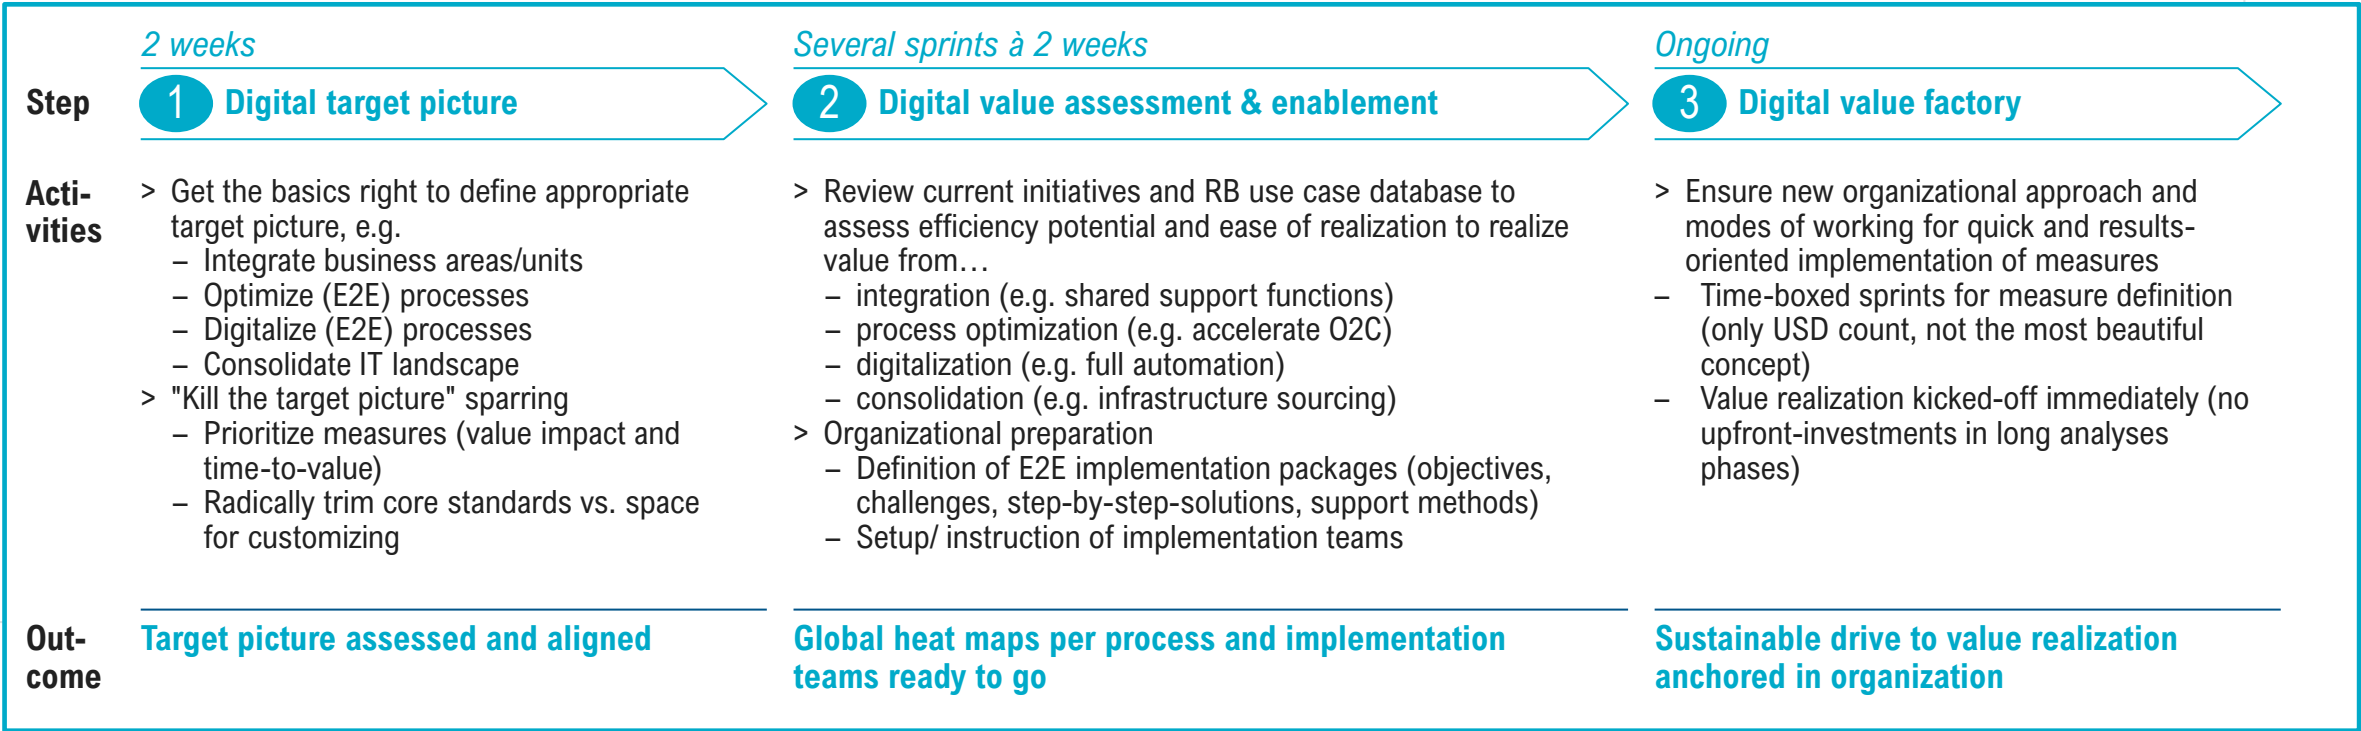 2 weeks
Several sprints à 2 weeks
Ongoing
Step
1 Digital target picture
2 Digital value assessment & enablement
3 Digital value factory
Acti-
vities
> Get the basics right to define appropriate
target picture, e.g.
– Integrate business areas/units
– Optimize (E2E) processes
– Digitalize (E2E) processes
– Consolidate IT landscape
> "Kill the target picture" sparring
– Prioritize measures (value impact and
time-to-value)
– Radically trim core standards vs. space
for customizing
> Review current initiatives and RB use case database to
assess efficiency potential and ease of realization to realize
value from…
– integration (e.g. shared support functions)
– process optimization (e.g. accelerate O2C)
– digitalization (e.g. full automation)
– consolidation (e.g. infrastructure sourcing)
> Organizational preparation
– Definition of E2E implementation packages (objectives,
challenges, step-by-step-solutions, support methods)
– Setup/ instruction of implementation teams
> Ensure new organizational approach and
modes of working for quick and results-
oriented implementation of measures
– Time-boxed sprints for measure definition
(only USD count, not the most beautiful
concept)
– Value realization kicked-off immediately (no
upfront-investments in long analyses
phases)
Out-
come
Target picture assessed and aligned
Global heat maps per process and implementation
teams ready to go
Sustainable drive to value realization
anchored in organization